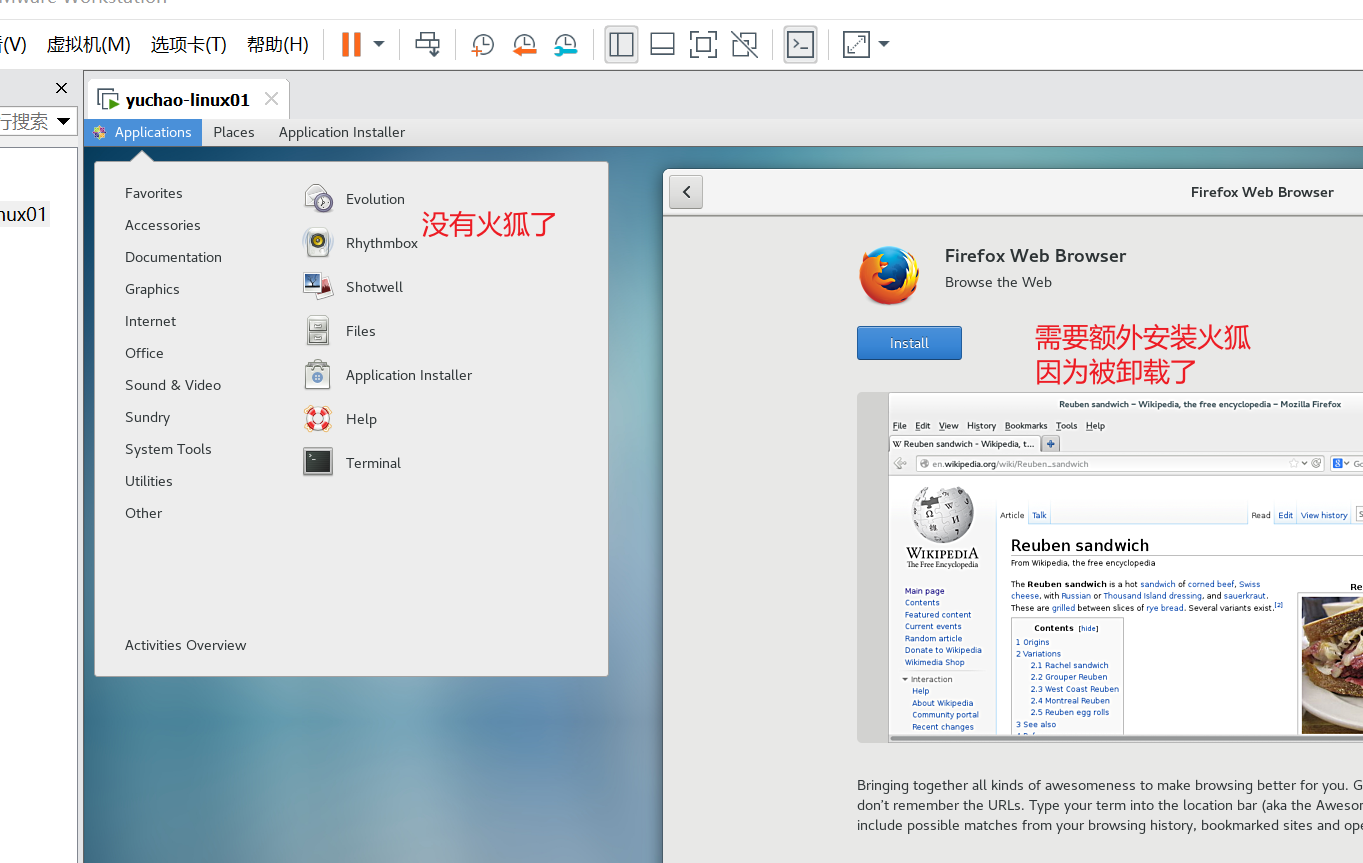 Mware Workstation
(V) 虚拟机(M) 选项卡(T) 帮助(H)
行搜索
nux01
yuchao-linux01
Applications Places Application Installer
Favorites
Accessories
Documentation
Graphics
Internet
Office
Sound & Video
Sundry
System Tools
Utilities
Other
Activities Overview
Evolution
没有火狐了
Rhythmbox
Shotwell
Files
Application Installer
Help
Terminal
Firefox Web Browser
Firefox Web Browser
Browse the Web
Install
需要额外安装火狐
因为被卸载了
Reuben sandwich – Wikipedia, the free encyclopedia – Mozilla Firefox
File Edit View History Bookmarks Tools Help
W Reuben sandwich - Wikipedia, t...
en.wikipedia.org/wiki/Reuben_sandwich
WIKIPEDIA
The Free Encyclopedia
Main page
Contents
Featured content
Current events
Random article
Donate to Wikipedia
Wikimedia Shop
Interaction
Help
About Wikipedia
Community portal
Recent changes
Article Talk
Read Edit View history
Reuben sandwich
From Wikipedia, the free encyclopedia
The Reuben sandwich is a hot sandwich of corned beef, Swiss
cheese, with Russian or Thousand Island dressing, and sauerkraut.
These are grilled between slices of rye bread. Several variants exist.[2]
Contents [hide]
1 Origins
2 Variations
2.1 Rachel sandwich
2.2 Grouper Reuben
2.3 West Coast Reuben
2.4 Montreal Reuben
2.5 Reuben egg rolls
3 See also
Re
Bringing together all kinds of awesomeness to make browsing better for you. G
don't remember the URLs. Type your term into the location bar (aka the Awesor
include possible matches from your browsing history, bookmarked sites and ope